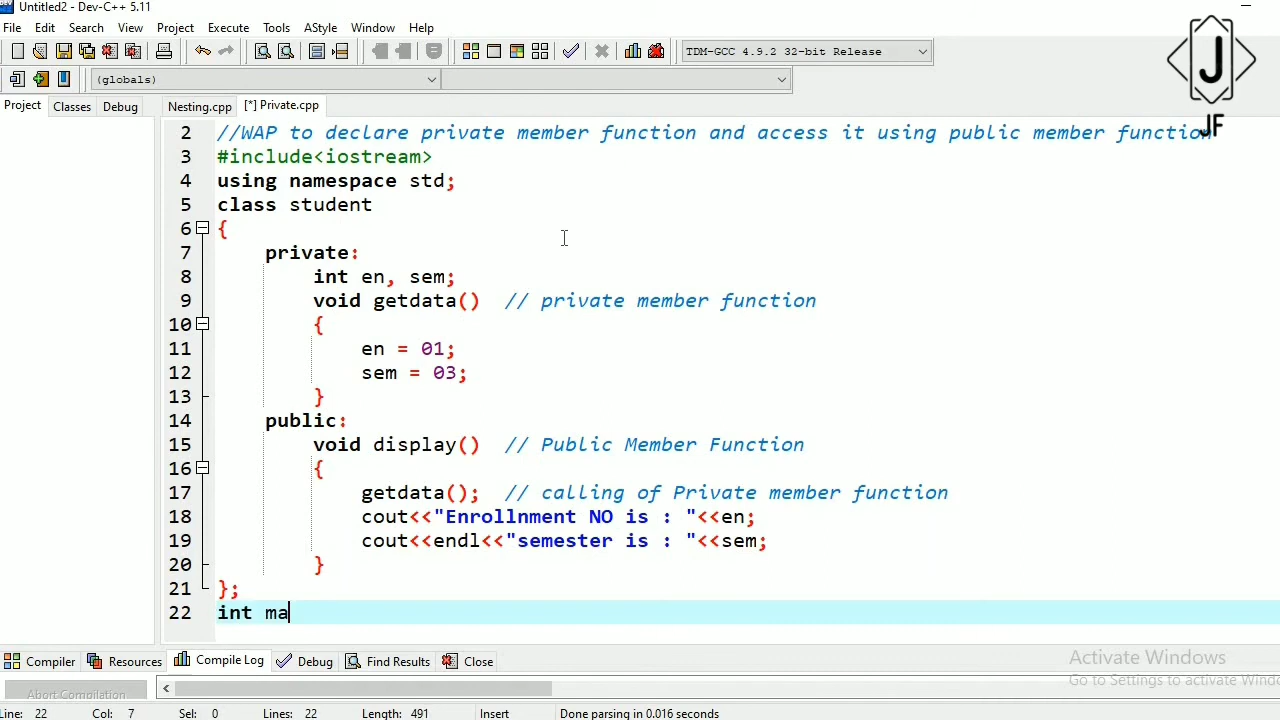 Untitled2 - Dev-C++ 5.11
File Edit Search View Project Execute Tools AStyle Window Help
TDM-GCC 4.9.2 32-bit Release
(globals)
Project Classes Debug Nesting.cpp [*] Private.cpp
J
JF
2 //WAP to declare private member function and access it using public member function
3 #include<iostream>
4 using namespace std;
5 class student
6 {
7 private:
8 int en, sem;
9 void getdata() // private member function
10 {
11 en = 01;
12 sem = 03;
13 }
14 public:
15 void display() // Public Member Function
16 {
17 getdata(); // calling of Private member function
18 cout<<"Enrollnment NO is : "<<en;
19 cout<<endl<<"semester is : "<<sem;
20 }
21 };
22 int ma
Compiler Resources Compile Log Debug Find Results Close
Activate Windows
Go to Settings to activate Windo
Abort Compilation
Line: 22 Col: 7 Sel: 0 Lines: 22 Length: 491 Insert Done parsing in 0.016 seconds